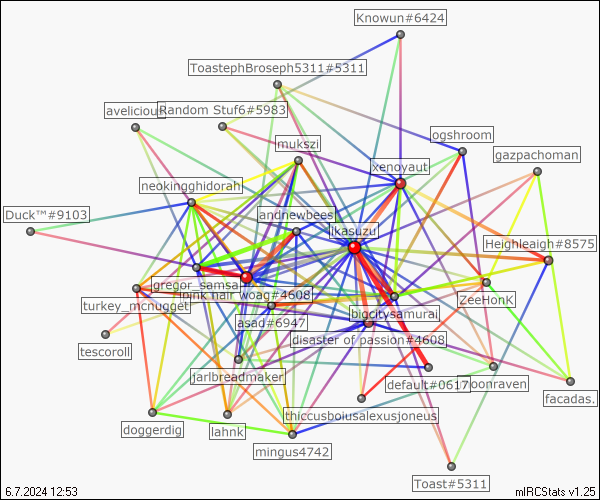 Knowun#6424
ToastephBroseph5311#5311
avelicious
Random Stuf6#5983
ogshroom
mukszi
xenoyaut
gazpachoman
neokingghidorah
Duck™#9103
andnewbees
ikasuzu
Heighleaigh#8575
gregor_samsa
pink hair woag#4608
turkey_mcnugget
ZeeHonK
bigcitysamurai
asad#6947
disaster of passion#4608
tescoroll
jarlbreadmaker
default#0617
moonraven
facadas.
thiccusboiusalexusjoneus
doggerdig
lahnk
mingus4742
Toast#5311
6.7.2024 12:53
mIRCStats v1.25